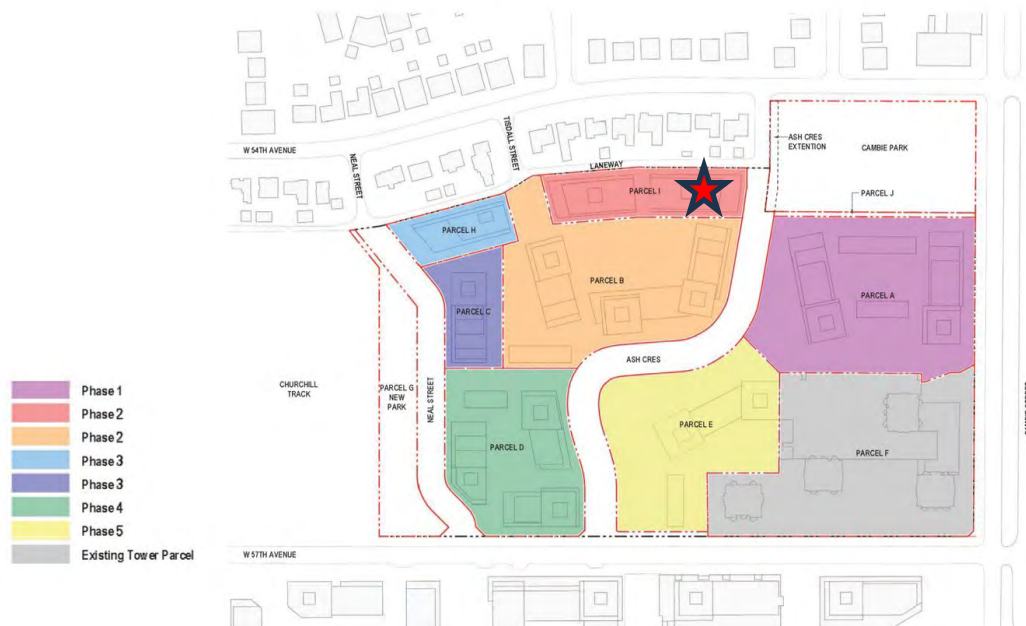 W 54TH AVENUE
NEAL STREET
TISDALL STREET
LANEWAY
ASH CRES
EXTENTION
CAMBIE PARK
PARCEL J
PARCEL I
PARCEL H
PARCEL B
PARCEL A
PARCEL C
ASH CRES
CHURCHILL
TRACK
PARCEL G
NEW
PARK
NEAL STREET
PARCEL D
PARCEL E
PARCEL F
W 57TH AVENUE
Phase 1
Phase 2
Phase 2
Phase 3
Phase 3
Phase 4
Phase 5
Existing Tower Parcel